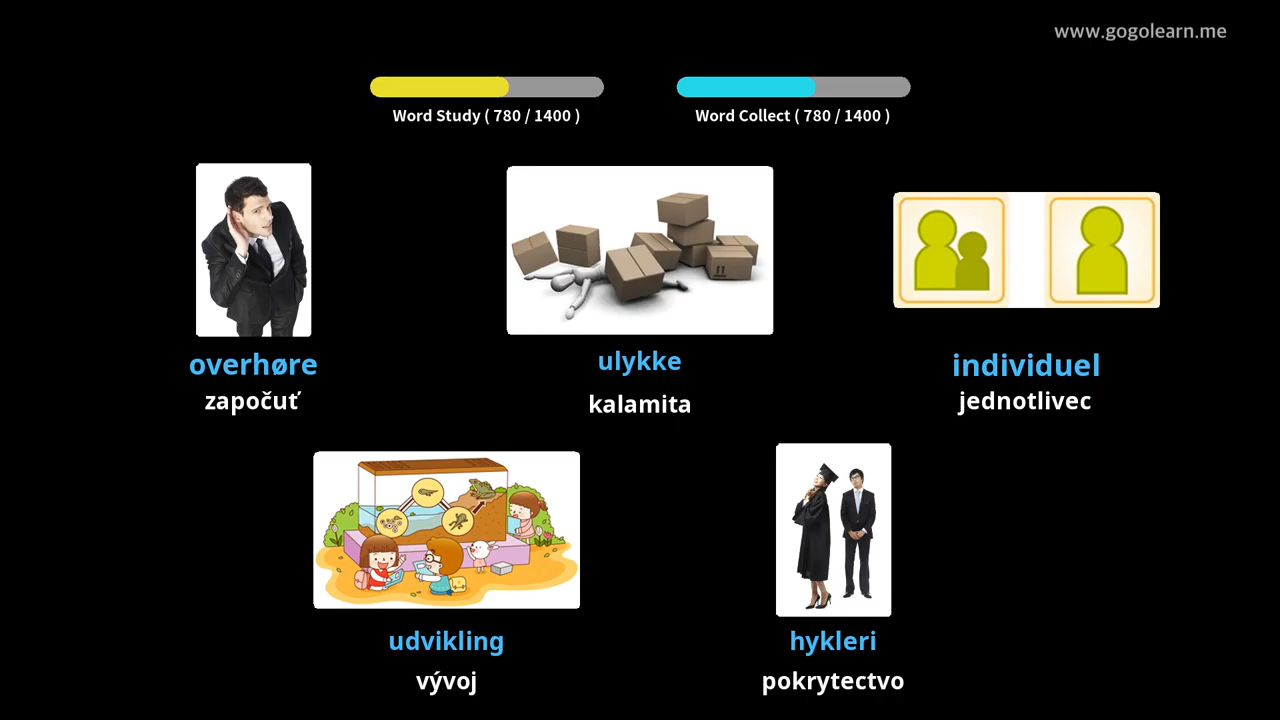 www.gogolearn.me
Word Study ( 780 / 1400 )
Word Collect ( 780 / 1400 )
overhøre
započuť
ulykke
kalamita
individuel
jednotlivec
udvikling
vývoj
hykleri
pokrytectvo